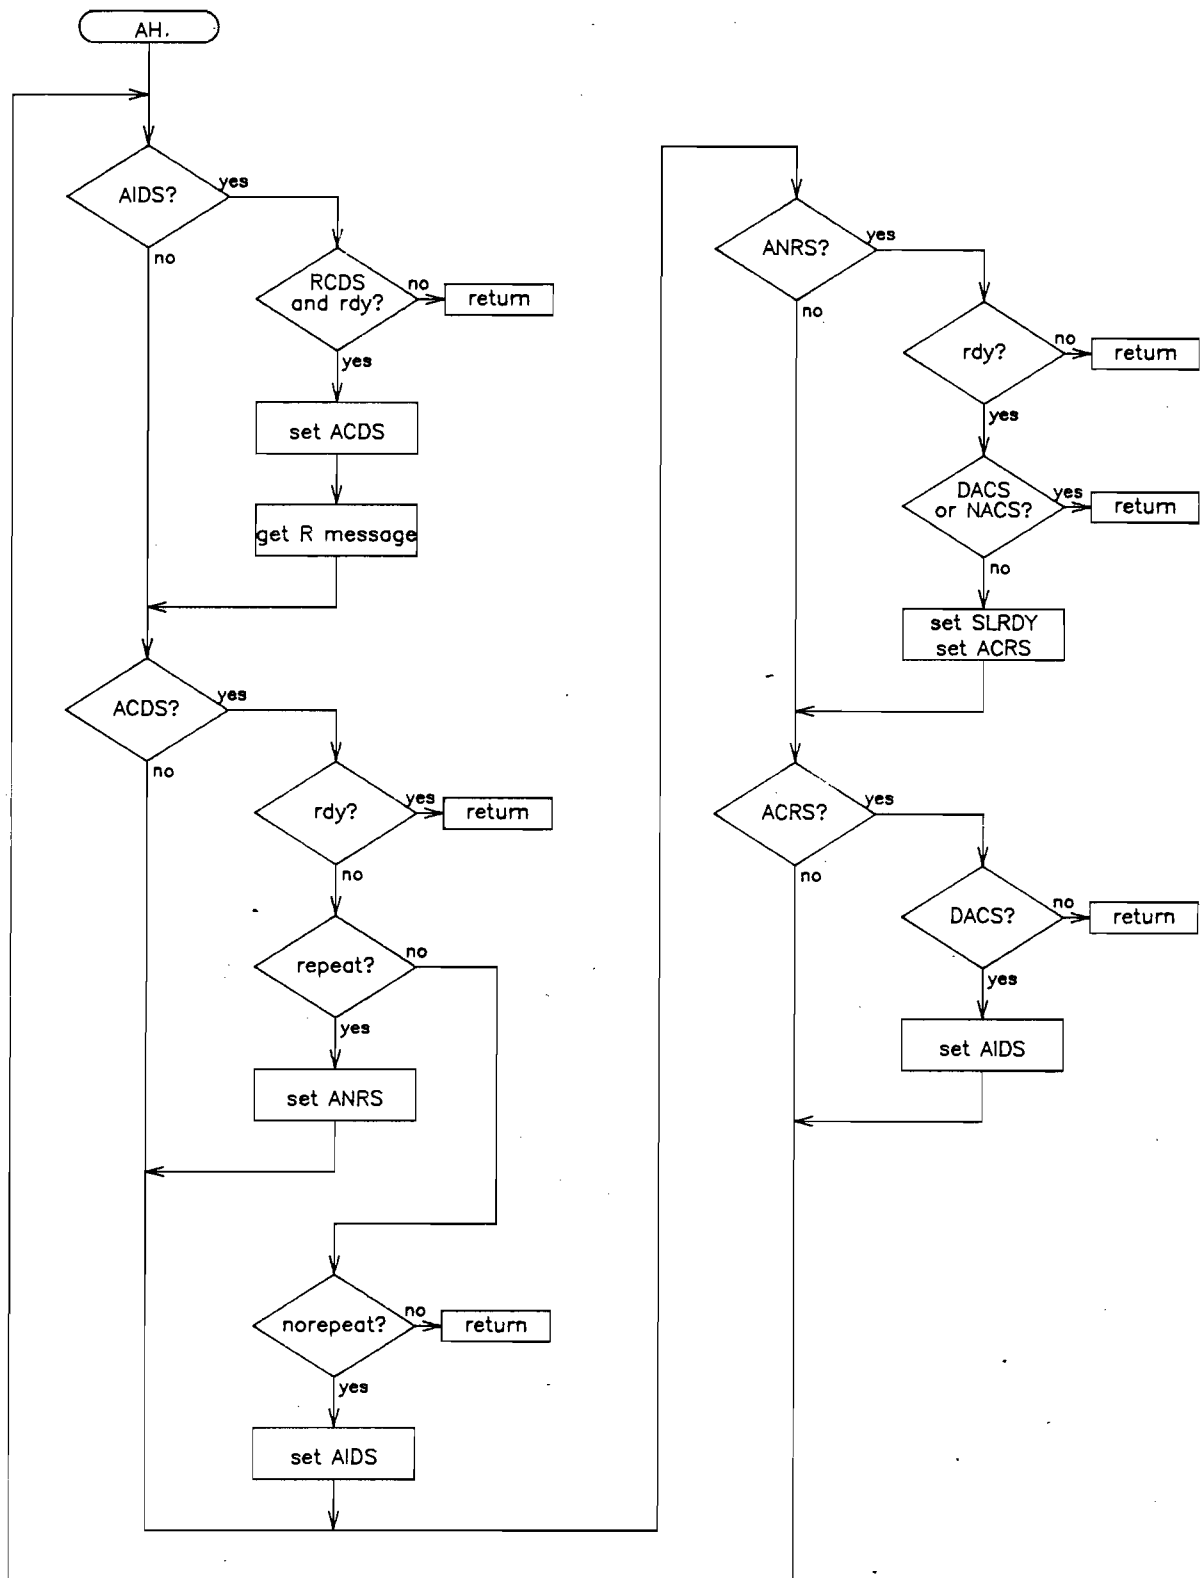 AH.
AIDS?
yes
no
RCDS
and rdy?
no
return
yes
set ACDS
get R message
ACDS?
yes
no
rdy?
yes
return
no
repeat?
no
yes
set ANRS
norepeat?
no
return
yes
set AIDS
ANRS?
yes
no
rdy?
no
return
yes
DACS
or NACS?
yes
return
no
set SLRDY
set ACRS
ACRS?
yes
no
DACS?
no
return
yes
set AIDS